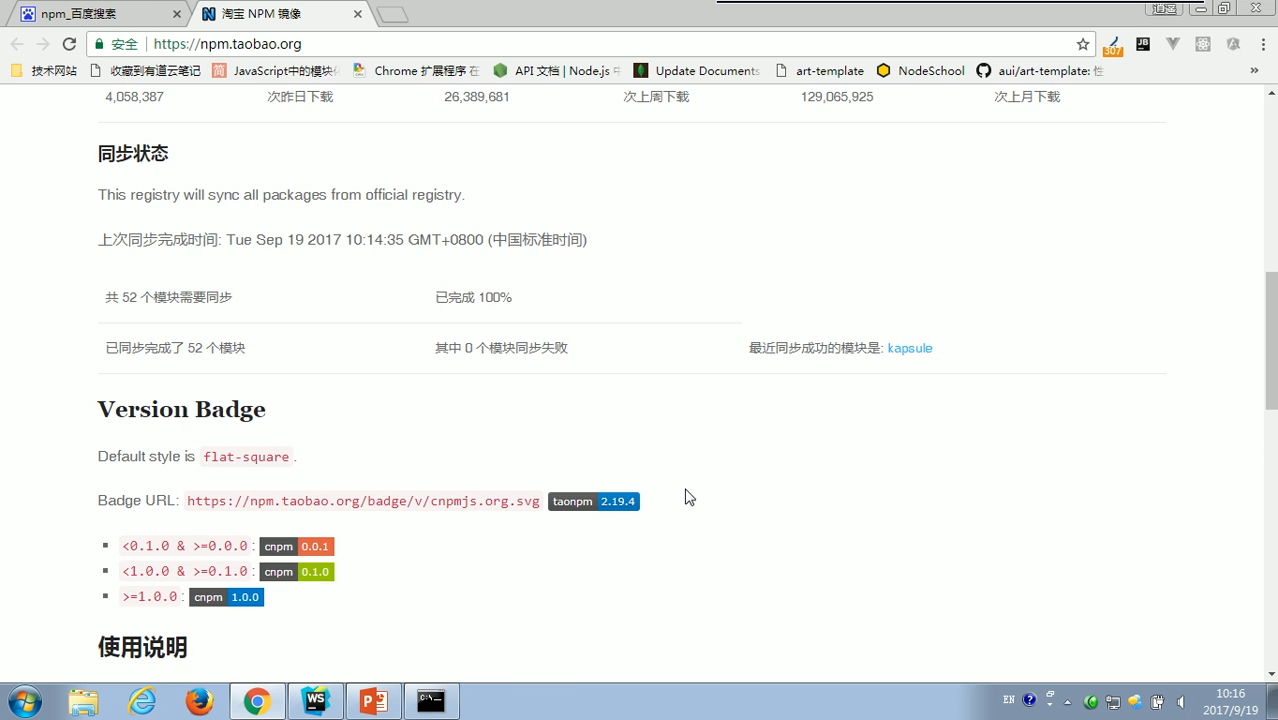 npm_百度搜索
淘宝 NPM 镜像
逍遥
安全
https://npm.taobao.org
307
JB
技术网站
收藏到有道云笔记
简
JavaScript中的模块化
Chrome 扩展程序 在
API 文档 | Node.js 中
Update Documents
art-template
NodeSchool
aui/art-template: 性
»
4,058,387 次昨日下载 26,389,681 次上周下载 129,065,925 次上月下载
同步状态
This registry will sync all packages from official registry.
上次同步完成时间: Tue Sep 19 2017 10:14:35 GMT+0800 (中国标准时间)
共 52 个模块需要同步 已完成 100%
已同步完成了 52 个模块 其中 0 个模块同步失败 最近同步成功的模块是: kapsule
Version Badge
Default style is flat-square.
Badge URL: https://npm.taobao.org/badge/v/cnpmjs.org.svg taonpm 2.19.4
<0.1.0 & >=0.0.0: cnpm 0.0.1
<1.0.0 & >=0.1.0: cnpm 0.1.0
>=1.0.0: cnpm 1.0.0
使用说明
WS
EN
10:16
2017/9/19